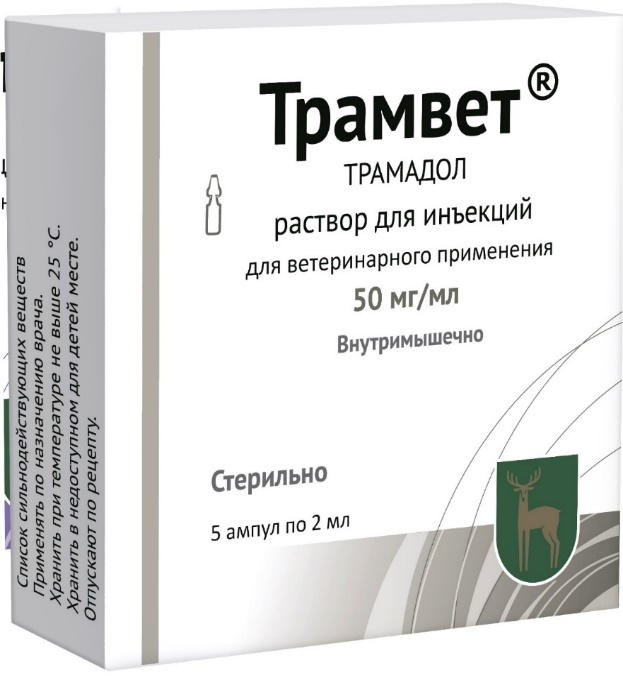 Трамвет®
ТРАМАДОЛ
раствор для инъекций
для ветеринарного применения
50 мг/мл
Внутримышечно
Стерильно
5 ампул по 2 мл
Список сильнодействующих веществ
Применять по назначению врача.
Хранить при температуре не выше 25 °С.
Хранить в недоступном для детей месте.
Отпускают по рецепту.